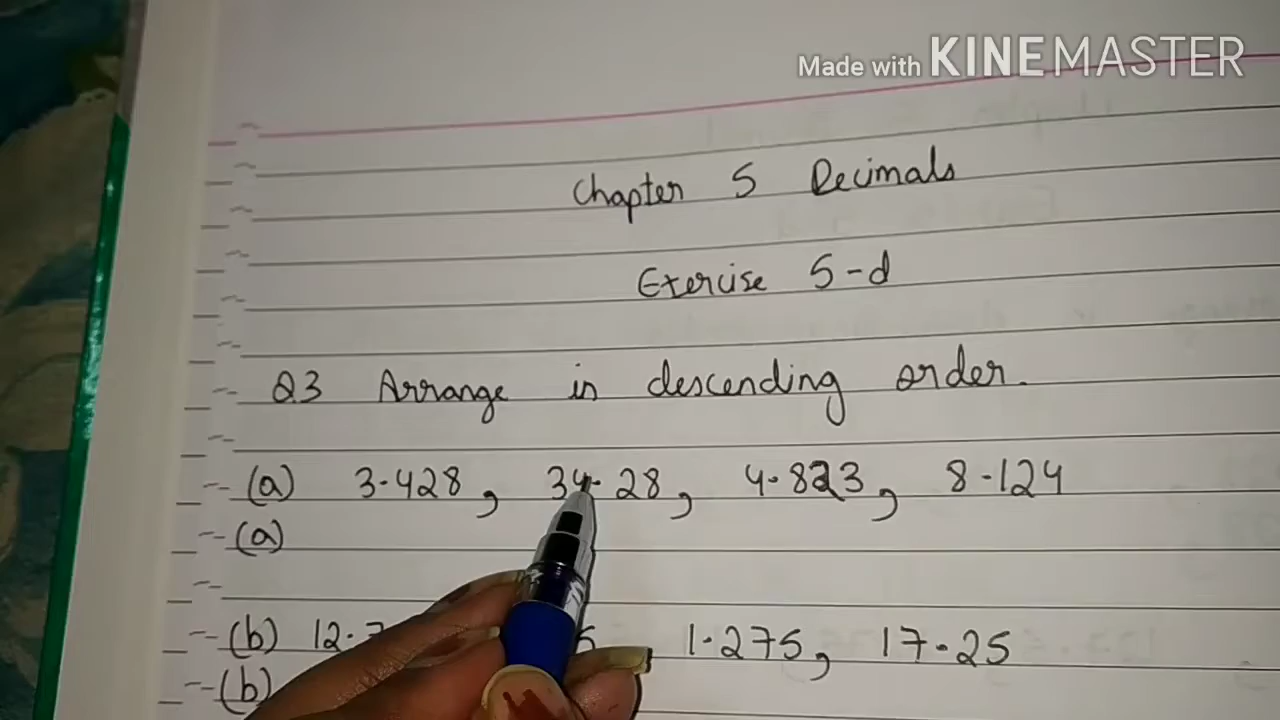 Made with KINEMASTER
Chapter 5 Decimals
Exercise 5-d
Q3 Arrange in descending order.
(a) 3.428, 34.28, 4.823, 8.124
(a)
(b) 1.275, 17.25
(b)